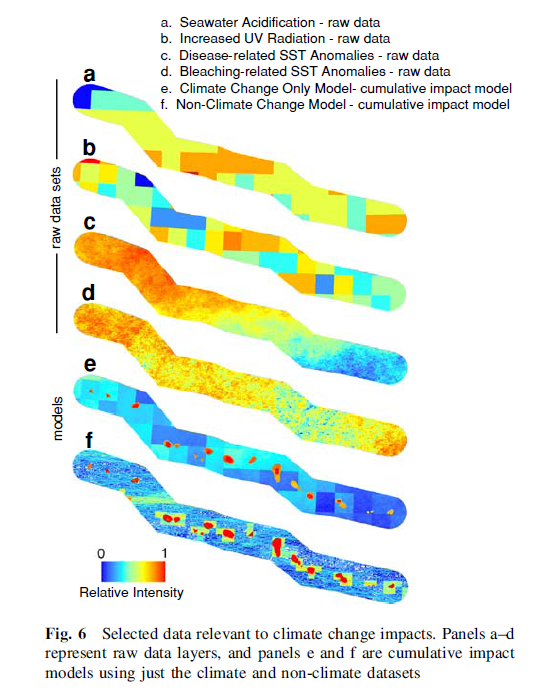 a. Seawater Acidification - raw data
b. Increased UV Radiation - raw data
c. Disease-related SST Anomalies - raw data
d. Bleaching-related SST Anomalies - raw data
e. Climate Change Only Model- cumulative impact model
f. Non-Climate Change Model - cumulative impact model
a
b
raw data sets
c
d
e
models
f
0 1
Relative Intensity
Fig. 6 Selected data relevant to climate change impacts. Panels a–d
represent raw data layers, and panels e and f are cumulative impact
models using just the climate and non-climate datasets